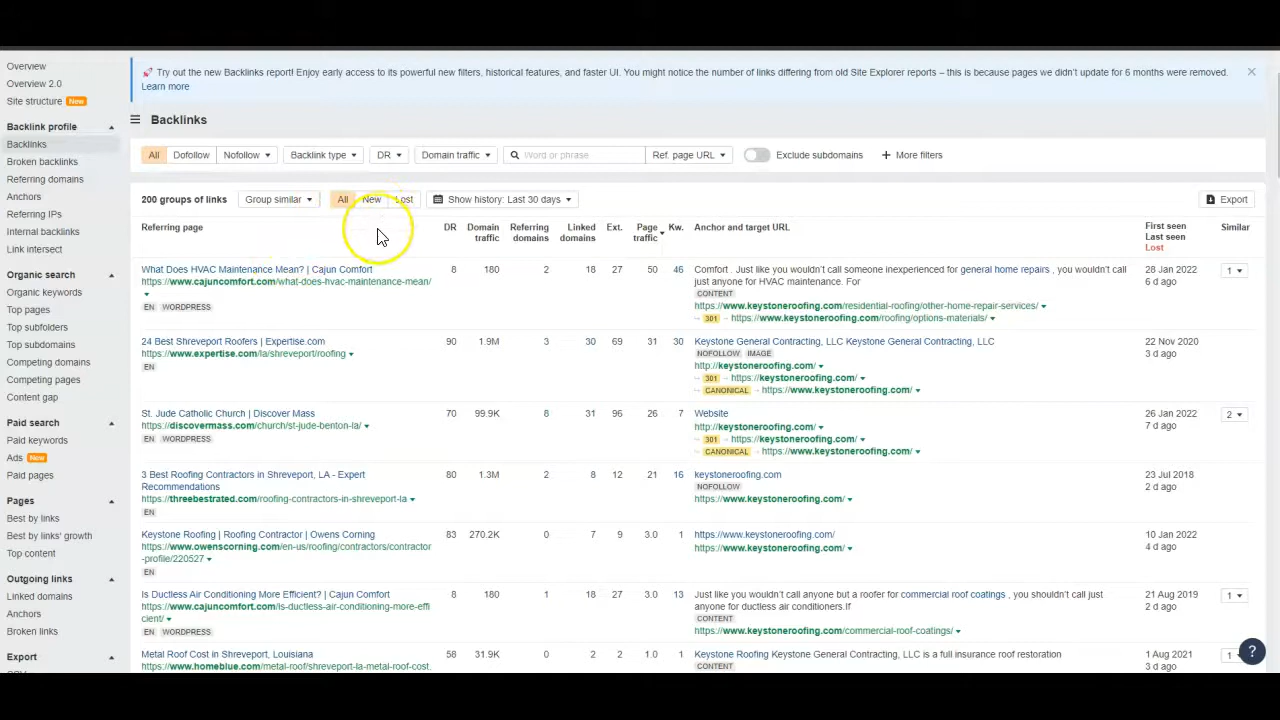 Overview
Overview 2.0
Site structure New
Backlink profile
Backlinks
Broken backlinks
Referring domains
Anchors
Referring IPs
Internal backlinks
Link intersect
Organic search
Organic keywords
Top pages
Top subfolders
Top subdomains
Competing domains
Competing pages
Content gap
Paid search
Paid keywords
Ads New
Paid pages
Pages
Best by links
Best by links' growth
Top content
Outgoing links
Linked domains
Anchors
Broken links
Export
🚀 Try out the new Backlinks report! Enjoy early access to its powerful new filters, historical features, and faster UI. You might notice the number of links differing from old Site Explorer reports – this is because pages we didn't update for 6 months were removed.
Learn more
Backlinks
All Dofollow Nofollow Backlink type DR Domain traffic Word or phrase Ref. page URL Exclude subdomains + More filters
200 groups of links Group similar All New Lost Show history: Last 30 days Export
Referring page DR Domain traffic Referring domains Linked domains Ext. Page traffic Kw. Anchor and target URL First seen Last seen Lost Similar
What Does HVAC Maintenance Mean? | Cajun Comfort 8 180 2 18 27 50 46 Comfort . Just like you wouldn't call someone inexperienced for general home repairs , you wouldn't call 28 Jan 2022 1
https://www.cajuncomfort.com/what-does-hvac-maintenance-mean/ just anyone for HVAC maintenance. For 6 d ago
CONTENT
EN WORDPRESS https://www.keystoneroofing.com/residential-roofing/other-home-repair-services/
301 https://www.keystoneroofing.com/roofing/options-materials/
24 Best Shreveport Roofers | Expertise.com 90 1.9M 3 30 69 31 30 Keystone General Contracting, LLC Keystone General Contracting, LLC 22 Nov 2020
https://www.expertise.com/la/shreveport/roofing NOFOLLOW IMAGE 3 d ago
EN http://keystoneroofing.com/
301 https://keystoneroofing.com/
CANONICAL https://www.keystoneroofing.com/
St. Jude Catholic Church | Discover Mass 70 99.9K 8 31 96 26 7 Website 26 Jan 2022 2
https://discovermass.com/church/st-jude-benton-la/ http://keystoneroofing.com/ 7 d ago
EN WORDPRESS 301 https://keystoneroofing.com/
CANONICAL https://www.keystoneroofing.com/
3 Best Roofing Contractors in Shreveport, LA - Expert 80 1.3M 2 8 12 21 16 keystoneroofing.com 23 Jul 2018
Recommendations NOFOLLOW 2 d ago
https://threebestrated.com/roofing-contractors-in-shreveport-la https://www.keystoneroofing.com/
EN
Keystone Roofing | Roofing Contractor | Owens Corning 83 270.2K 0 7 9 3.0 1 https://www.keystoneroofing.com/ 10 Jan 2022
https://www.owenscorning.com/en-us/roofing/contractors/contractor https://www.keystoneroofing.com/ 4 d ago
-profile/220527
EN
Is Ductless Air Conditioning More Efficient? | Cajun Comfort 8 180 1 18 27 3.0 13 Just like you wouldn't call anyone but a roofer for commercial roof coatings , you shouldn't call just 21 Aug 2019 1
https://www.cajuncomfort.com/is-ductless-air-conditioning-more-effi anyone for ductless air conditioners.If 2 d ago
cient/ CONTENT
EN WORDPRESS https://www.keystoneroofing.com/commercial-roof-coatings/
Metal Roof Cost in Shreveport, Louisiana 58 31.9K 0 2 2 1.0 1 Keystone Roofing Keystone General Contracting, LLC is a full insurance roof restoration 1 Aug 2021 1
https://www.homeblue.com/metal-roof/shreveport-la-metal-roof-cost. CONTENT 3 d ago
?